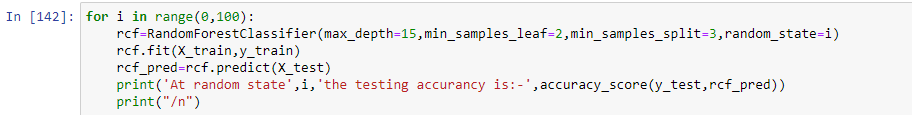 In [142]: for i in range(0,100):
rcf=RandomForestClassifier(max_depth=15,min_samples_leaf=2,min_samples_split=3,random_state=i)
rcf.fit(X_train,y_train)
rcf_pred=rcf.predict(X_test)
print('At random state',i,'the testing accurancy is:-',accuracy_score(y_test,rcf_pred))
print("/n")